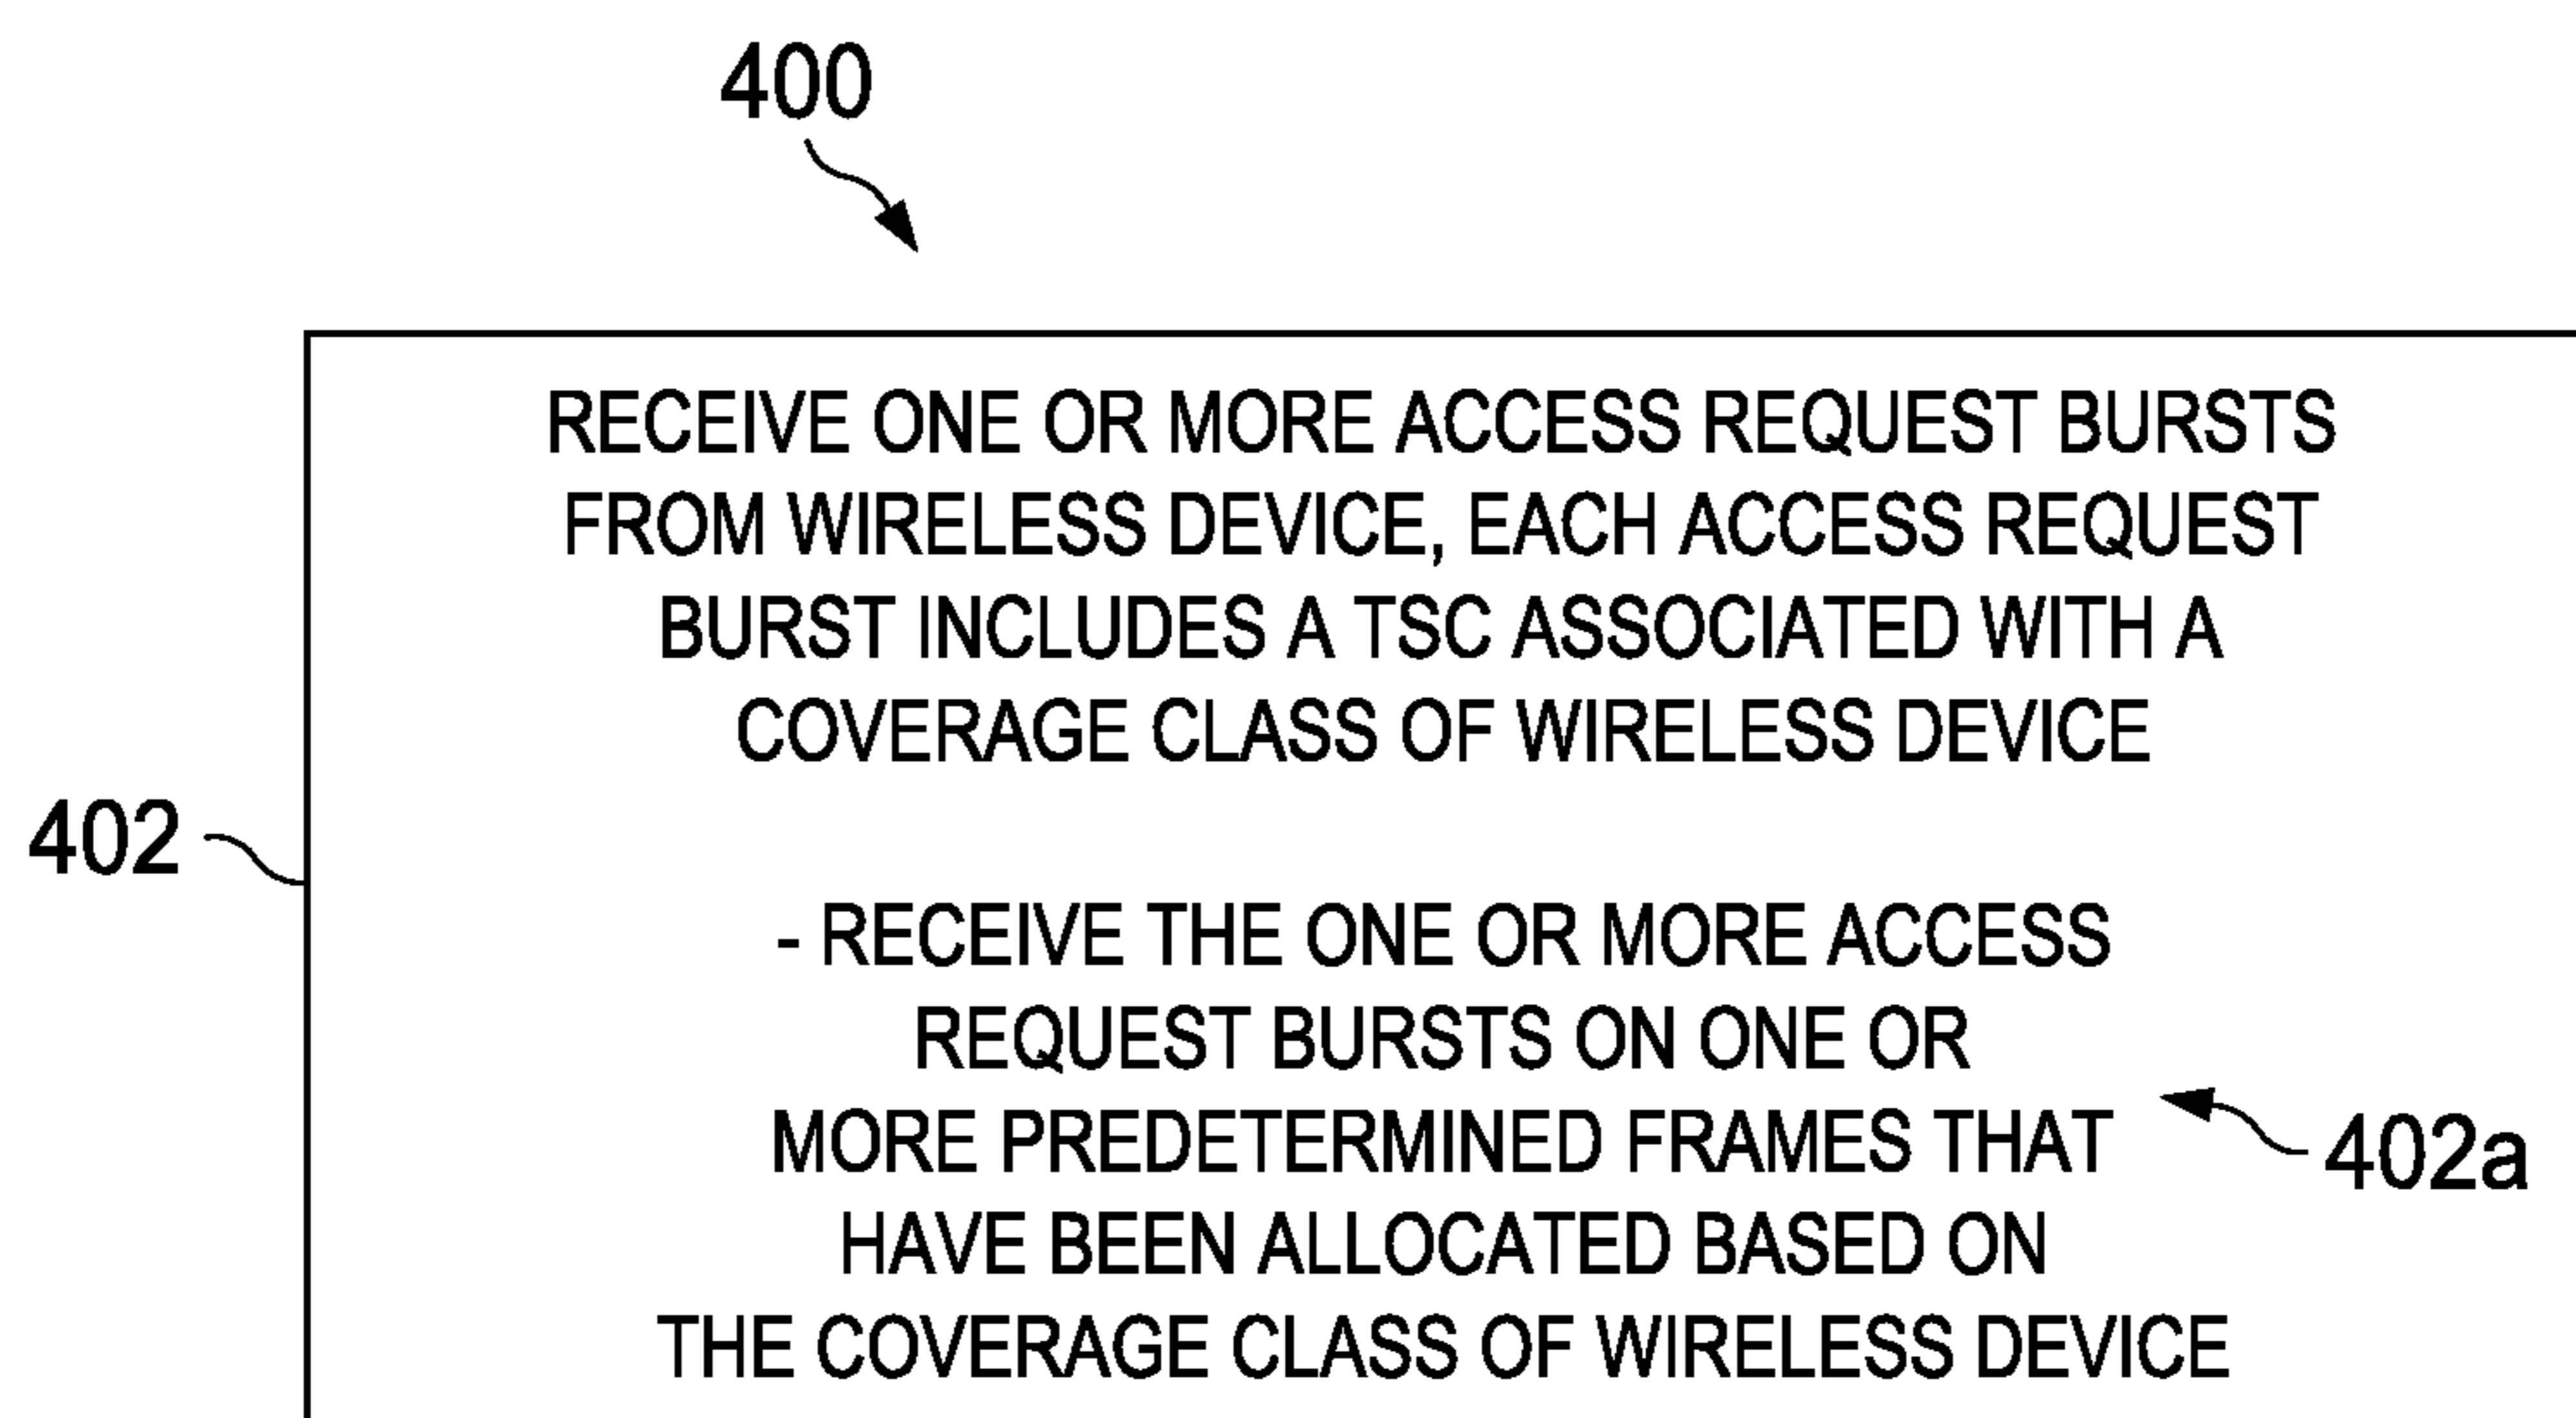 400
RECEIVE ONE OR MORE ACCESS REQUEST BURSTS
FROM WIRELESS DEVICE, EACH ACCESS REQUEST
BURST INCLUDES A TSC ASSOCIATED WITH A
COVERAGE CLASS OF WIRELESS DEVICE
402
- RECEIVE THE ONE OR MORE ACCESS
REQUEST BURSTS ON ONE OR
MORE PREDETERMINED FRAMES THAT
402a
HAVE BEEN ALLOCATED BASED ON
THE COVERAGE CLASS OF WIRELESS DEVICE